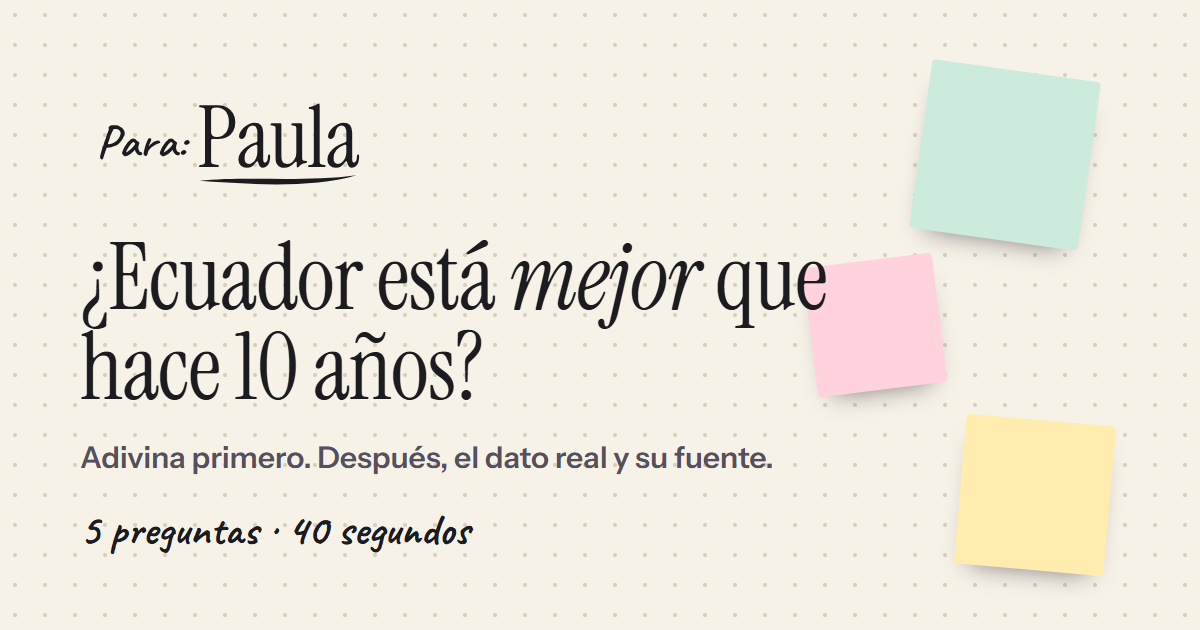 Para: Paula
¿Ecuador está mejor que
hace 10 años?
Adivina primero. Después, el dato real y su fuente.
5 preguntas · 40 segundos